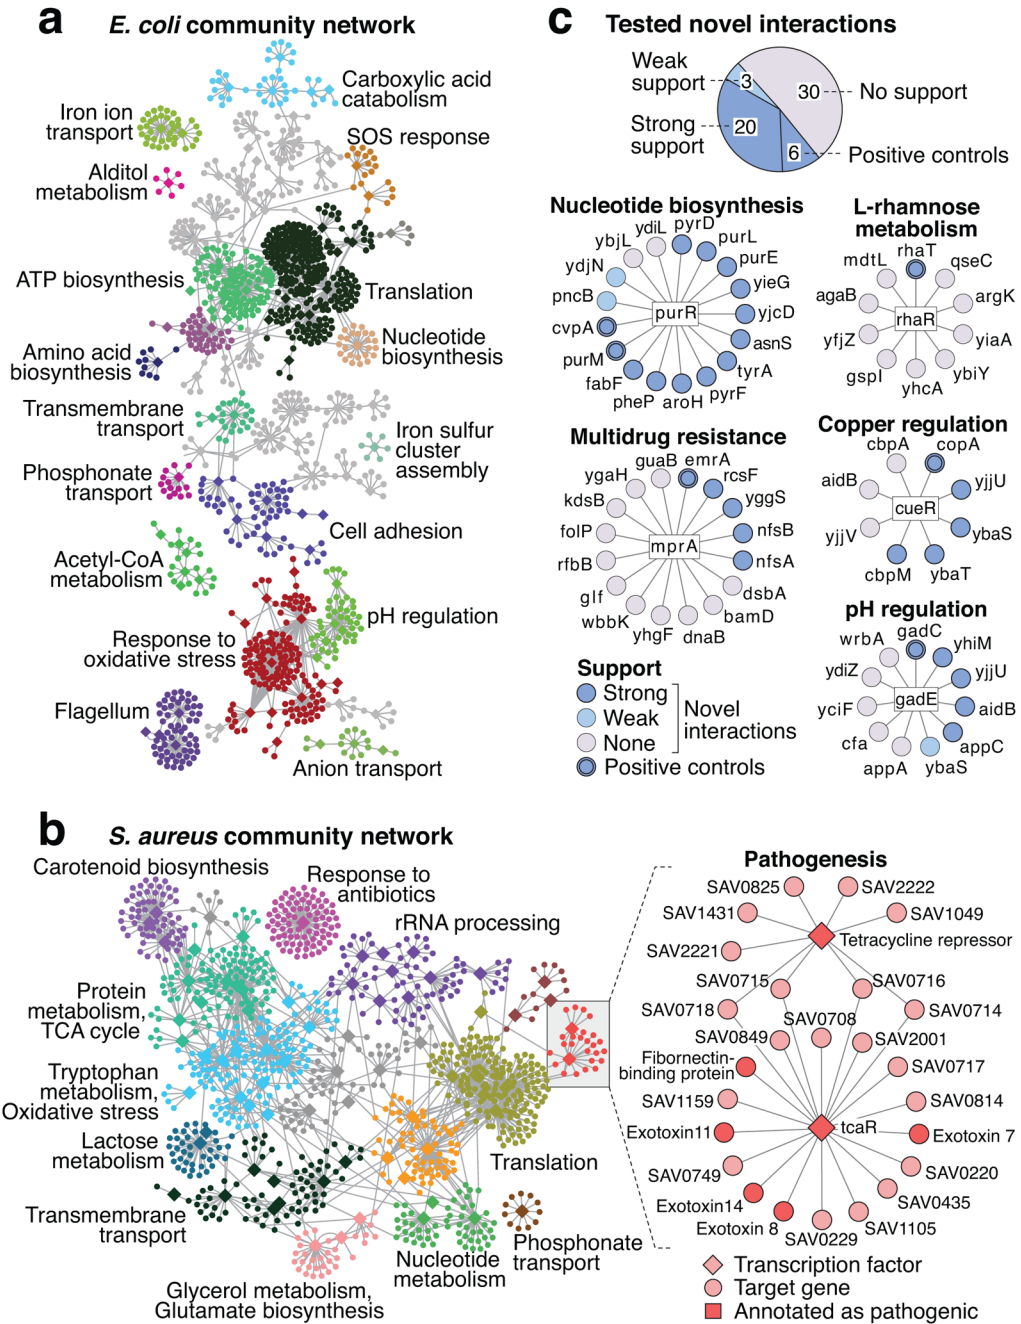 a
E. coli community network
Carboxylic acid
catabolism
Iron ion
transport
SOS response
Alditol
metabolism
ATP biosynthesis
Translation
Nucleotide
biosynthesis
Amino acid
biosynthesis
Transmembrane
transport
Iron sulfur
cluster
assembly
Phosphonate
transport
Cell adhesion
Acetyl-CoA
metabolism
pH regulation
Response to
oxidative stress
Flagellum
Anion transport
c
Tested novel interactions
Weak
support
3
30
No support
Strong
support
20
6
Positive controls
Nucleotide biosynthesis
purR
ydiL
pyrD
purL
purE
yieG
yjcD
asnS
tyrA
pyrF
aroH
pheP
fabF
purM
cvpA
pncB
ydjN
ybjL
L-rhamnose
metabolism
rhaR
rhaT
qseC
argK
yiaA
ybiY
yhcA
gspI
yfjZ
agaB
mdtL
Multidrug resistance
mprA
guaB
emrA
rcsF
yggS
nfsB
nfsA
dsbA
bamD
dnaB
yhgF
wbbK
glf
rfbB
folP
kdsB
ygaH
Copper regulation
cueR
cbpA
copA
yjjU
ybaS
ybaT
cbpM
yjjV
aidB
pH regulation
gadE
gadC
yhiM
yjjU
aidB
appC
ybaS
appA
cfa
yciF
ydiZ
wrbA
Support
Strong
Weak
None
Novel
interactions
Positive controls
b
S. aureus community network
Carotenoid biosynthesis
Response to
antibiotics
rRNA processing
Protein
metabolism,
TCA cycle
Tryptophan
metabolism,
Oxidative stress
Lactose
metabolism
Translation
Transmembrane
transport
Nucleotide
metabolism
Phosphonate
transport
Glycerol metabolism,
Glutamate biosynthesis
Pathogenesis
SAV0825
SAV2222
SAV1431
SAV1049
Tetracycline repressor
SAV2221
SAV0715
SAV0716
SAV0718
SAV0714
SAV0708
SAV0849
SAV2001
Fibornectin-
binding protein
SAV0717
SAV1159
SAV0814
Exotoxin11
tcaR
Exotoxin 7
SAV0749
SAV0220
Exotoxin14
SAV0435
Exotoxin 8
SAV1105
SAV0229
Transcription factor
Target gene
Annotated as pathogenic